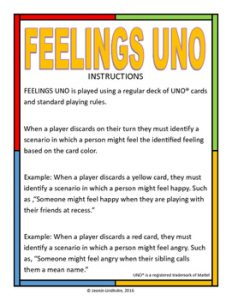 FEELINGS UNO
INSTRUCTIONS
FEELINGS UNO is played using a regular deck of UNO® cards
and standard playing rules.
When a player discards on their turn they must identify a
scenario in which a person might feel the identified feeling
based on the card color.
Example: When a player discards a yellow card, they must
identify a scenario in which a person might feel happy. Such
as ,"Someone might feel happy when they are playing with
their friends at recess."
Example: When a player discards a red card, they must
identify a scenario in which a person might feel angry. Such
as, "Someone might feel angry when their sibling calls
them a mean name."
UNO® is a registered trademark of Mattel